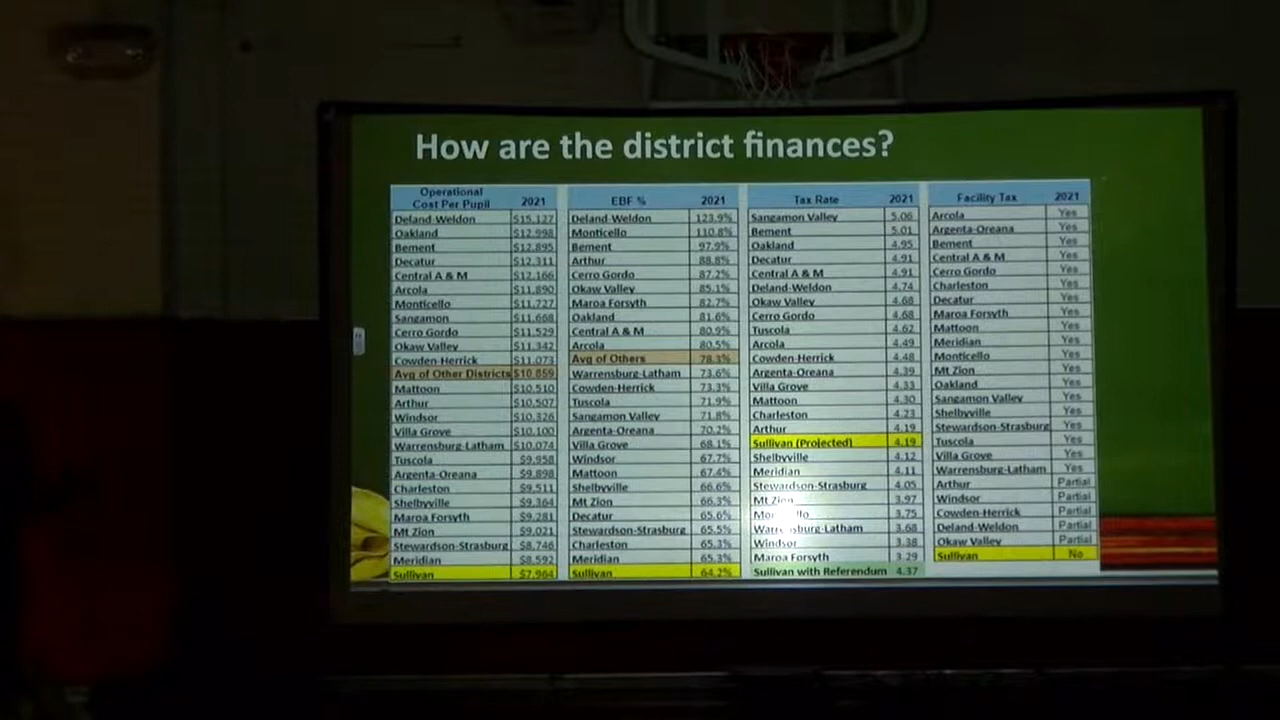 How are the district finances?
Operational
Cost Per Pupil 2021
Deland-Weldon $15,127
Oakland $12,998
Bement $12,895
Decatur $12,311
Central A & M $12,166
Arcola $11,890
Monticello $11,727
Sangamon $11,668
Cerro Gordo $11,529
Okaw Valley $11,342
Cowden-Herrick $11,073
Avg of Other Districts $10,859
Mattoon $10,510
Arthur $10,507
Windsor $10,326
Villa Grove $10,100
Warrensburg-Latham $10,074
Tuscola $9,958
Argenta-Oreana $9,898
Charleston $9,511
Shelbyville $9,364
Maroa Forsyth $9,281
Mt Zion $9,021
Stewardson-Strasburg $8,746
Meridian $8,592
Sullivan $7,964
EBF % 2021
Deland-Weldon 123.9%
Monticello 110.8%
Bement 97.9%
Arthur 88.8%
Cerro Gordo 87.2%
Okaw Valley 85.1%
Maroa Forsyth 82.7%
Oakland 81.6%
Central A & M 80.9%
Arcola 80.5%
Avg of Others 78.3%
Warrensburg-Latham 73.6%
Cowden-Herrick 73.3%
Tuscola 71.9%
Sangamon Valley 71.8%
Argenta-Oreana 70.2%
Villa Grove 68.1%
Windsor 67.7%
Mattoon 67.4%
Shelbyville 66.6%
Mt Zion 66.3%
Decatur 65.6%
Stewardson-Strasburg 65.5%
Charleston 65.3%
Meridian 65.3%
Sullivan 64.2%
Tax Rate 2021
Sangamon Valley 5.06
Bement 5.01
Oakland 4.95
Decatur 4.91
Central A & M 4.91
Deland-Weldon 4.74
Okaw Valley 4.68
Cerro Gordo 4.68
Tuscola 4.62
Arcola 4.49
Cowden-Herrick 4.48
Argenta-Oreana 4.39
Villa Grove 4.33
Mattoon 4.30
Charleston 4.23
Arthur 4.19
Sullivan (Projected) 4.19
Shelbyville 4.12
Meridian 4.11
Stewardson-Strasburg 4.05
Mt Zion 3.97
3.75
3.68
Windsor 3.38
Maroa Forsyth 3.29
Sullivan with Referendum 4.37
Facility Tax 2021
Arcola Yes
Argenta-Oreana Yes
Bement Yes
Central A & M Yes
Cerro Gordo Yes
Charleston Yes
Decatur Yes
Maroa Forsyth Yes
Mattoon Yes
Meridian Yes
Monticello Yes
Mt Zion Yes
Oakland Yes
Sangamon Valley Yes
Shelbyville Yes
Stewardson-Strasburg Yes
Tuscola Yes
Villa Grove Yes
Warrensburg-Latham Yes
Arthur Partial
Windsor Partial
Cowden-Herrick Partial
Deland-Weldon Partial
Okaw Valley Partial
Sullivan No